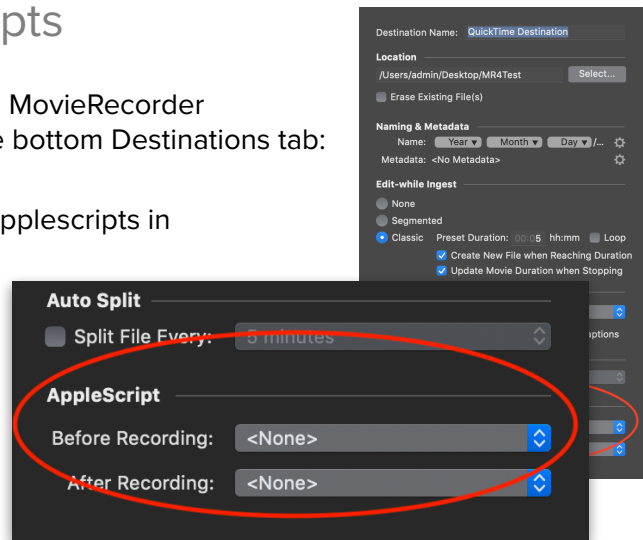 pts
MovieRecorder
e bottom Destinations tab:
pplescripts in
Destination Name: QuickTime Destination
Location
/Users/admin/Desktop/MR4Test Select...
Erase Existing File(s)
Naming & Metadata
Name: Year Month Day /...
Metadata: <No Metadata>
Edit-while Ingest
None
Segmented
Classic Preset Duration: 00:05 hh:mm Loop
Create New File when Reaching Duration
Update Movie Duration when Stopping
ptions
Auto Split
Split File Every: 5 minutes
AppleScript
Before Recording: <None>
After Recording: <None>